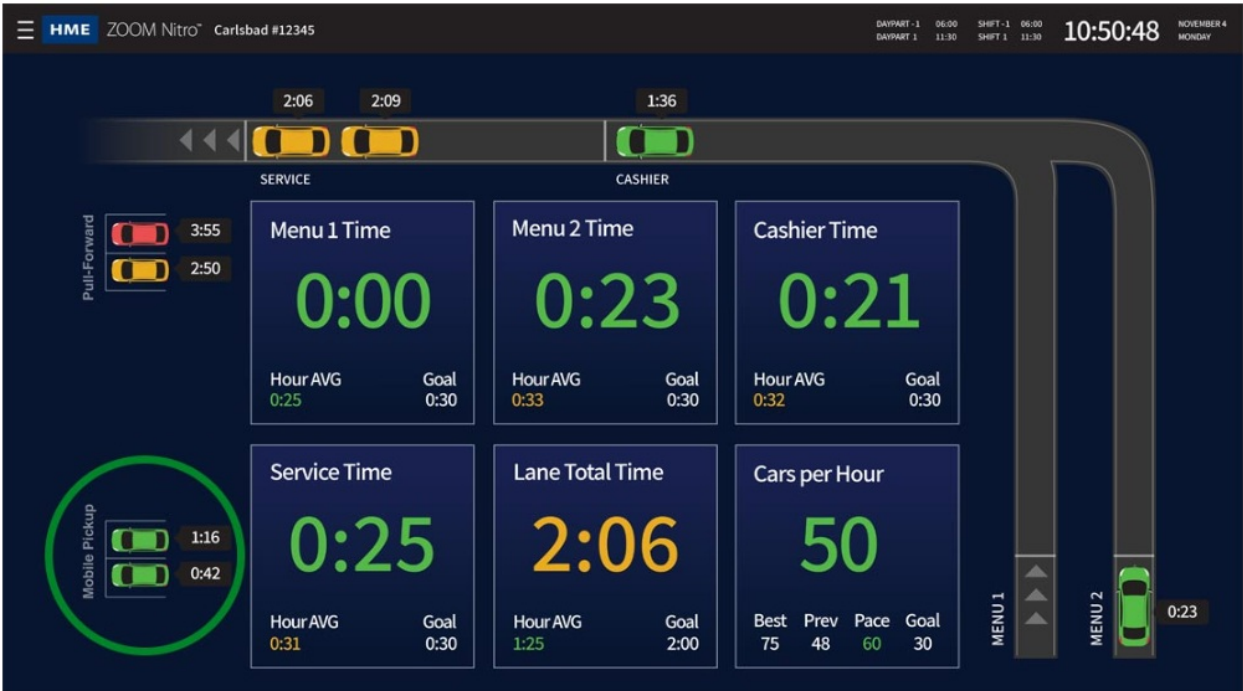 HME ZOOM Nitro™ Carlsbad #12345
DAYPART -1 06:00 SHIFT -1 06:00
DAYPART 1 11:30 SHIFT 1 11:30
10:50:48
NOVEMBER 4
MONDAY
2:06 2:09 1:36
SERVICE CASHIER
Pull-Forward
3:55
2:50
Menu 1 Time
0:00
Hour AVG Goal
0:25 0:30
Menu 2 Time
0:23
Hour AVG Goal
0:33 0:30
Cashier Time
0:21
Hour AVG Goal
0:32 0:30
Mobile Pickup
1:16
0:42
Service Time
0:25
Hour AVG Goal
0:31 0:30
Lane Total Time
2:06
Hour AVG Goal
1:25 2:00
Cars per Hour
50
Best Prev Pace Goal
75 48 60 30
MENU 1
MENU 2
0:23